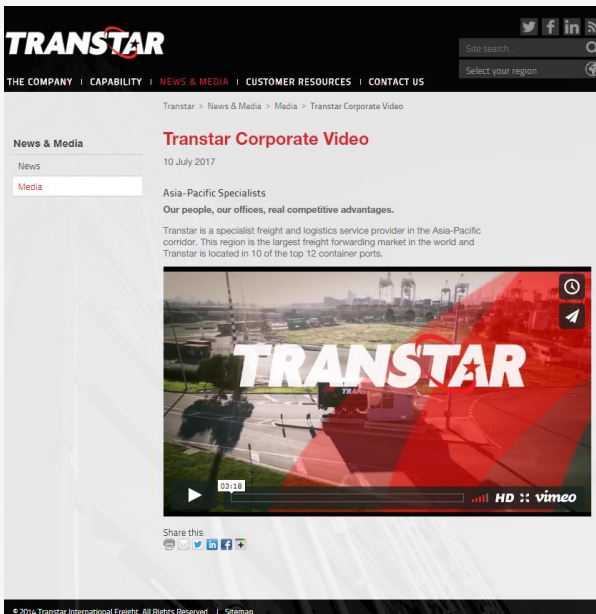 TRANSTAR
Site search...
Select your region
THE COMPANY | CAPABILITY | NEWS & MEDIA | CUSTOMER RESOURCES | CONTACT US
Transtar > News & Media > Media > Transtar Corporate Video
News & Media
News
Media
Transtar Corporate Video
10 July 2017
Asia-Pacific Specialists
Our people, our offices, real competitive advantages.
Transtar is a specialist freight and logistics service provider in the Asia-Pacific
corridor. This region is the largest freight forwarding market in the world and
Transtar is located in 10 of the top 12 container ports.
TRANSTAR
TRANS
03:18
HD vimeo
Share this:
© 2014 Transtar International Freight. All Rights Reserved. | Sitemap